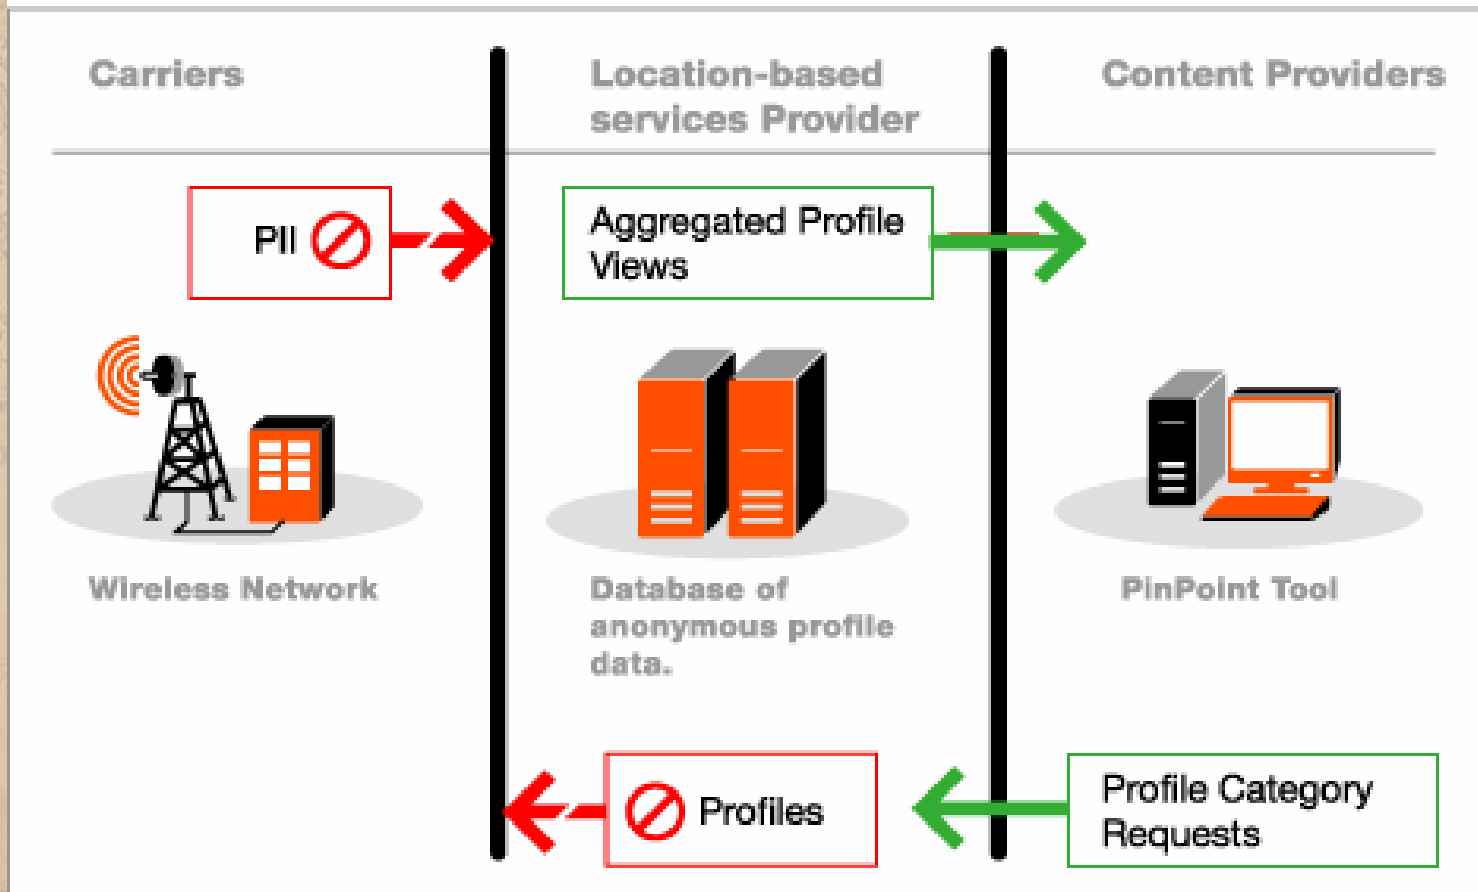 Carriers
Location-based
services Provider
Content Providers
PII
Aggregated Profile
Views
Wireless Network
Database of
anonymous profile
data.
PinPoint Tool
Profiles
Profile Category
Requests